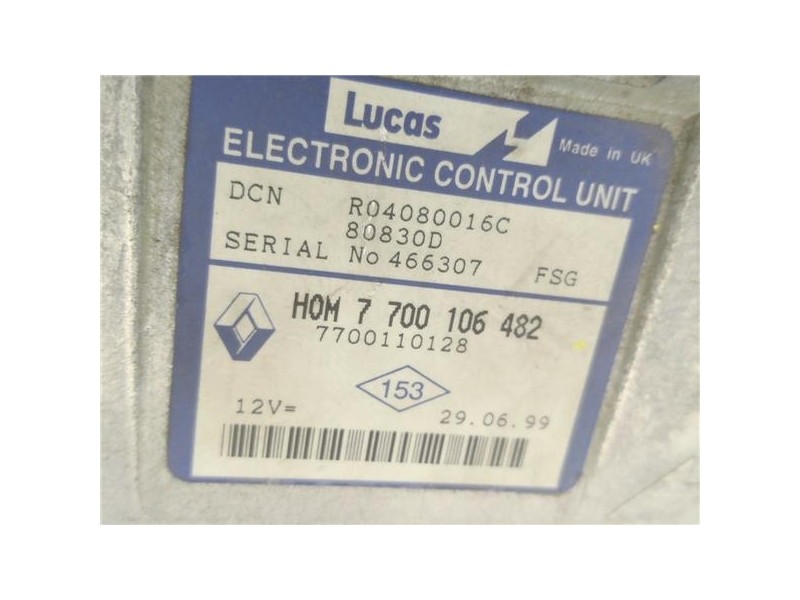 Lucas
Made in UK
ELECTRONIC CONTROL UNIT
DCN R04080016C
80830D
SERIAL No 466307 FSG
HOM 7 700 106 482
7700110128
153
12V= 29.06.99